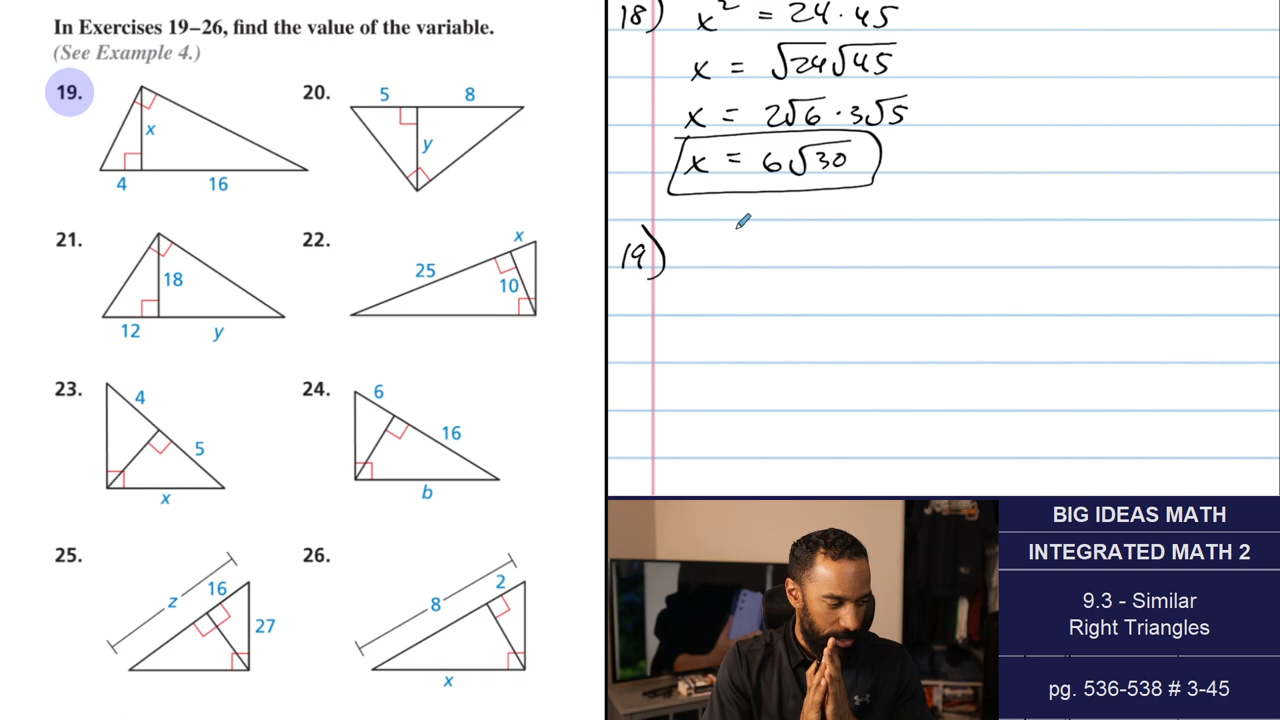 In Exercises 19–26, find the value of the variable.
(See Example 4.)
19.
x
4
16
20.
5
8
y
21.
18
12
y
22.
x
25
10
23.
4
5
x
24.
6
16
b
25.
z
16
27
26.
8
2
x
18) x² = 24 · 45
x = √24√45
x = 2√6 · 3√5
x = 6√30
19)
BIG IDEAS MATH
INTEGRATED MATH 2
9.3 - Similar
Right Triangles
pg. 536-538 # 3-45